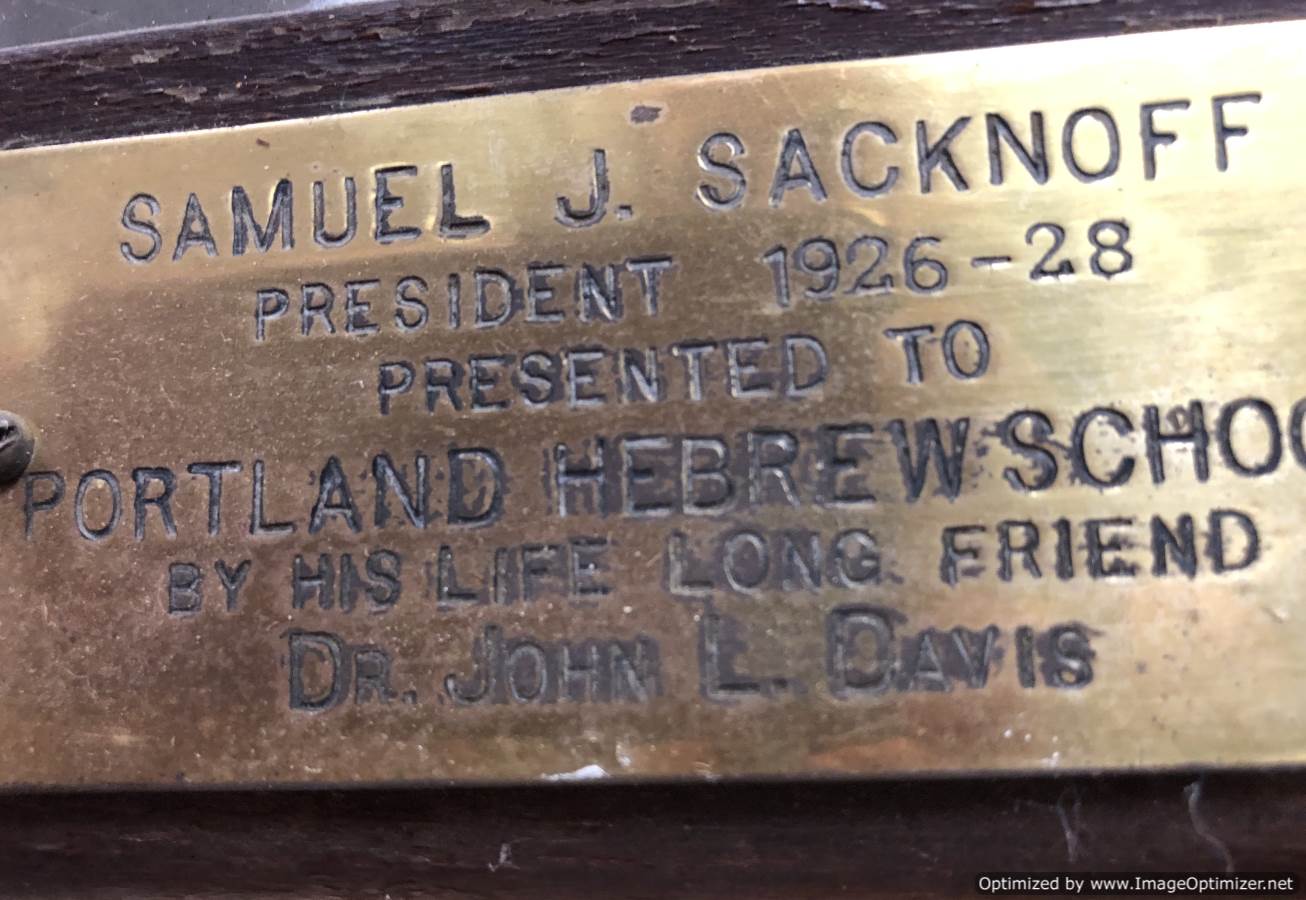 SAMUEL J. SACKNOFF
PRESIDENT 1926-28
PRESENTED TO
PORTLAND HEBREW SCHOO
BY HIS LIFE LONG FRIEND
DR. JOHN L. DAVIS
Optimized by www.ImageOptimizer.net